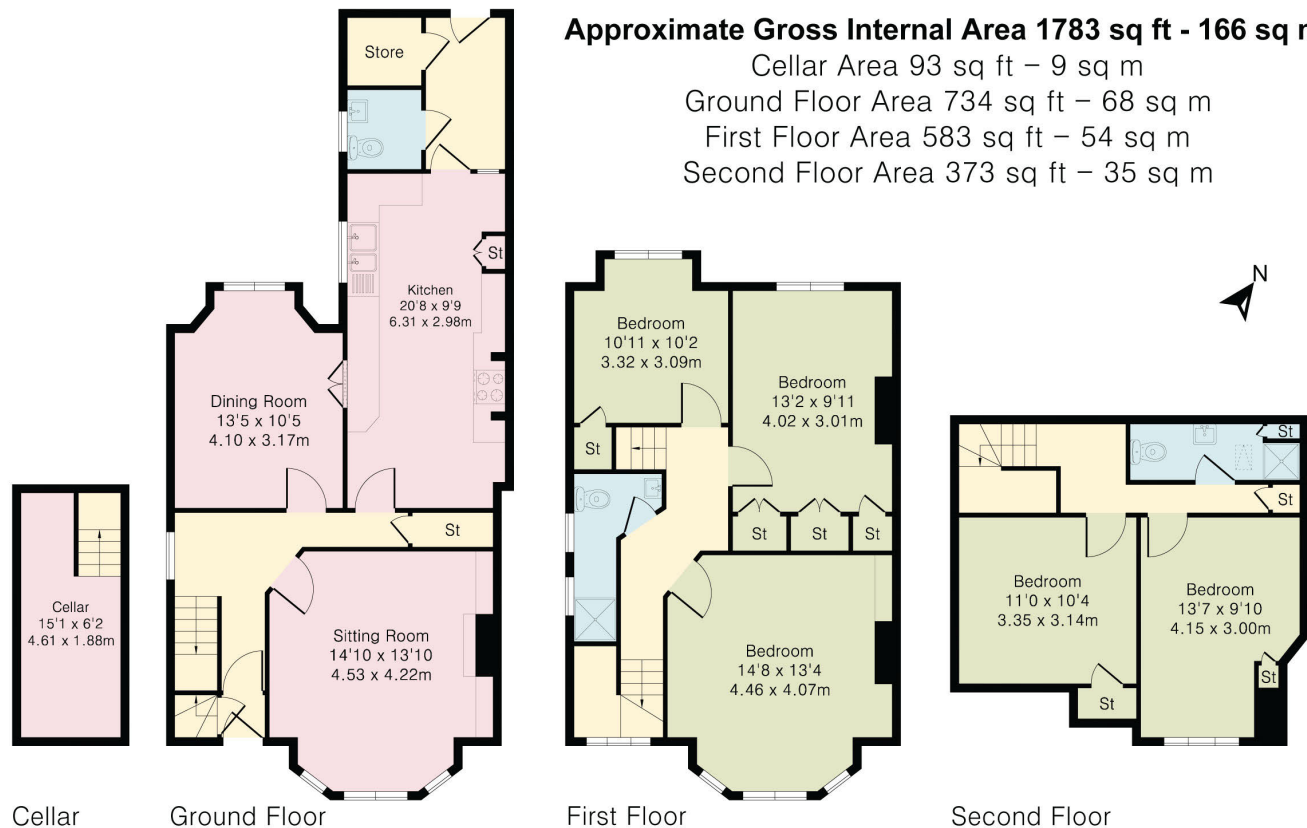 Approximate Gross Internal Area 1783 sq ft - 166 sq
Cellar Area 93 sq ft – 9 sq m
Ground Floor Area 734 sq ft – 68 sq m
First Floor Area 583 sq ft – 54 sq m
Second Floor Area 373 sq ft – 35 sq m
N
Cellar
15'1 x 6'2
4.61 x 1.88m
Cellar
Store
St
Kitchen
20'8 x 9'9
6.31 x 2.98m
Dining Room
13'5 x 10'5
4.10 x 3.17m
St
Sitting Room
14'10 x 13'10
4.53 x 4.22m
Ground Floor
Bedroom
10'11 x 10'2
3.32 x 3.09m
Bedroom
13'2 x 9'11
4.02 x 3.01m
St
St
St
St
Bedroom
14'8 x 13'4
4.46 x 4.07m
First Floor
St
St
Bedroom
11'0 x 10'4
3.35 x 3.14m
Bedroom
13'7 x 9'10
4.15 x 3.00m
St
St
Second Floor